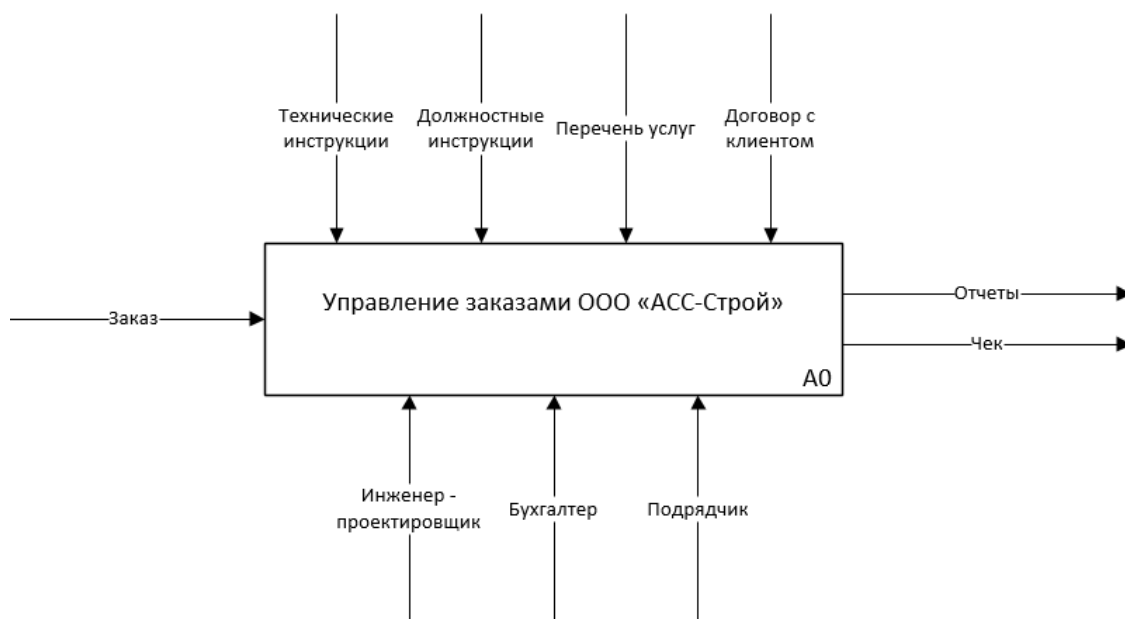 Технические
инструкции
Должностные
инструкции
Перечень услуг
Договор с
клиентом
Заказ
Управление заказами ООО «АСС-Строй»
А0
Отчеты
Чек
Инженер -
проектировщик
Бухгалтер
Подрядчик